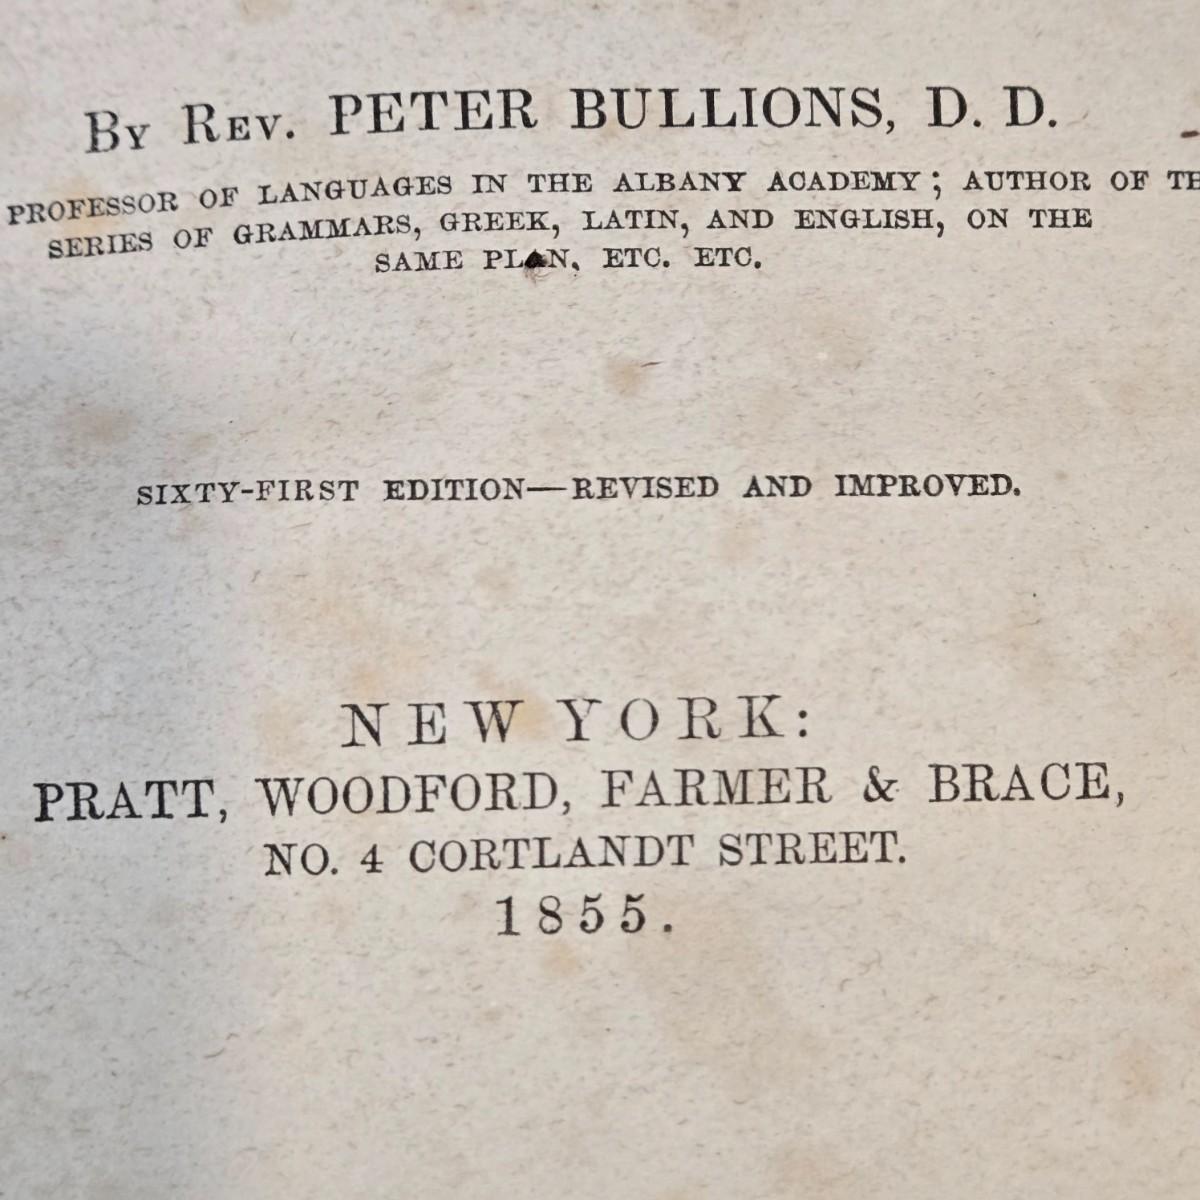 By Rev. PETER BULLIONS, D. D.
PROFESSOR OF LANGUAGES IN THE ALBANY ACADEMY; AUTHOR OF TH
SERIES OF GRAMMARS, GREEK, LATIN, AND ENGLISH, ON THE
SAME PLAN, ETC. ETC.
SIXTY-FIRST EDITION—REVISED AND IMPROVED.
NEW YORK:
PRATT, WOODFORD, FARMER & BRACE,
NO. 4 CORTLANDT STREET.
1855.